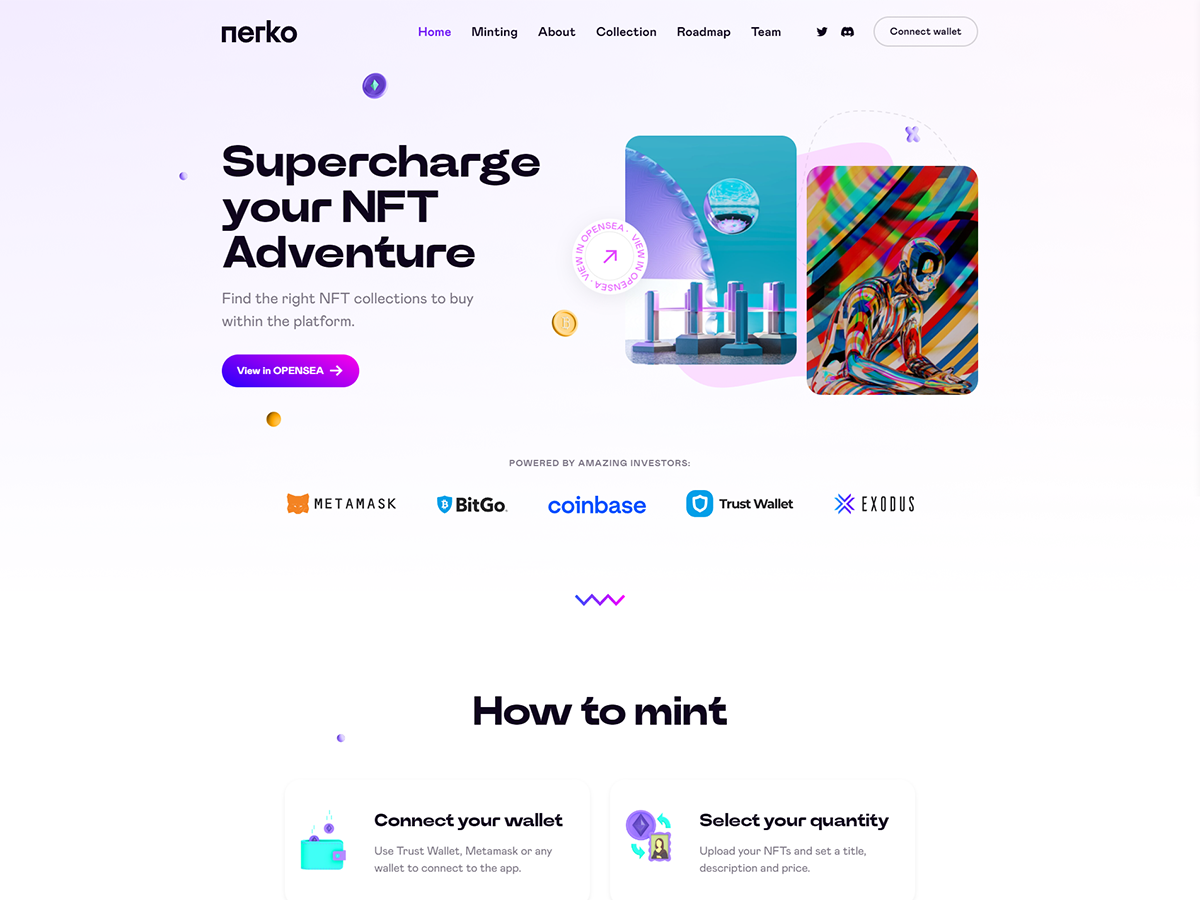 nerko
Home
Minting
About
Collection
Roadmap
Team
Connect wallet
Supercharge
your NFT
Adventure
Find the right NFT collections to buy
within the platform.
View in OPENSEA
VIEW IN OPENSEA · VIEW IN OPENSEA ·
POWERED BY AMAZING INVESTORS:
METAMASK
BitGo
coinbase
Trust Wallet
EXODUS
How to mint
Connect your wallet
Use Trust Wallet, Metamask or any
wallet to connect to the app.
Select your quantity
Upload your NFTs and set a title,
description and price.